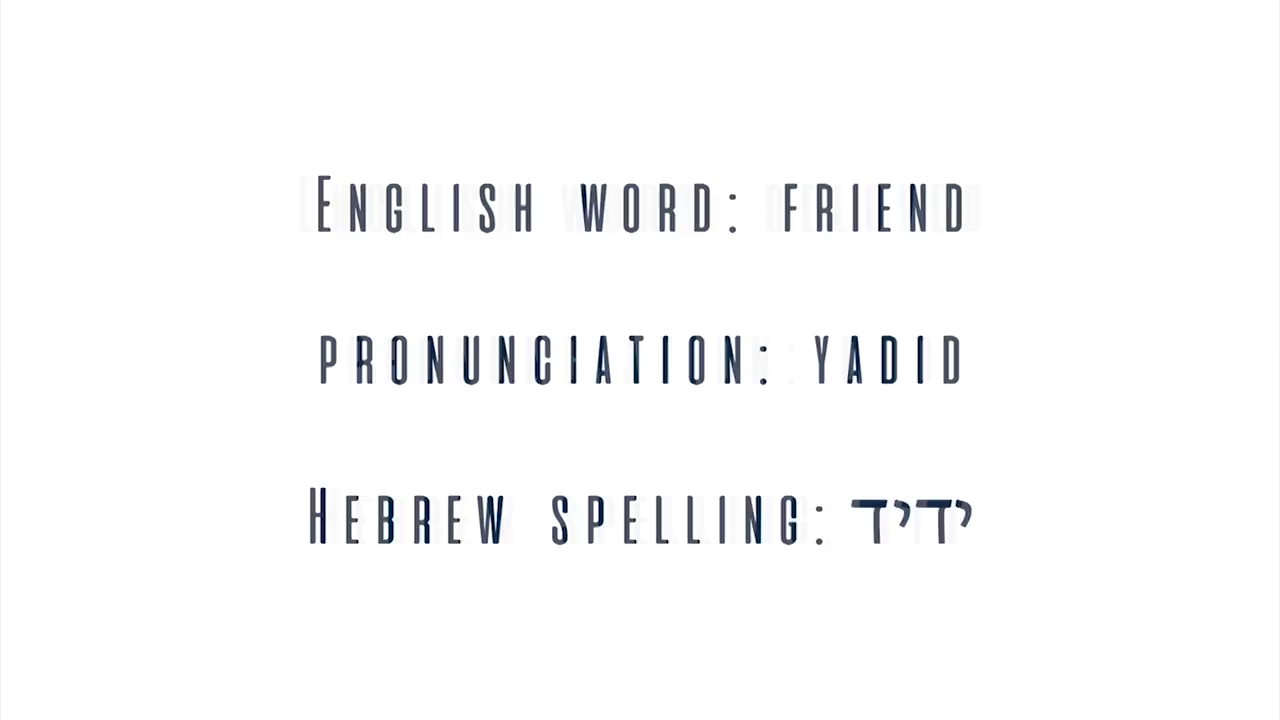 English word: friend
pronunciation: yadid
Hebrew spelling: ידיד